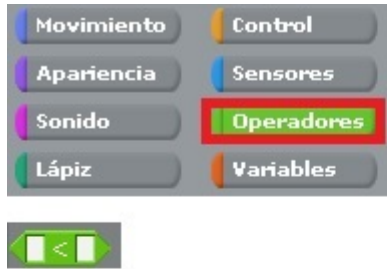 Movimiento Control
Apariencia Sensores
Sonido Operadores
Lápiz Variables
<